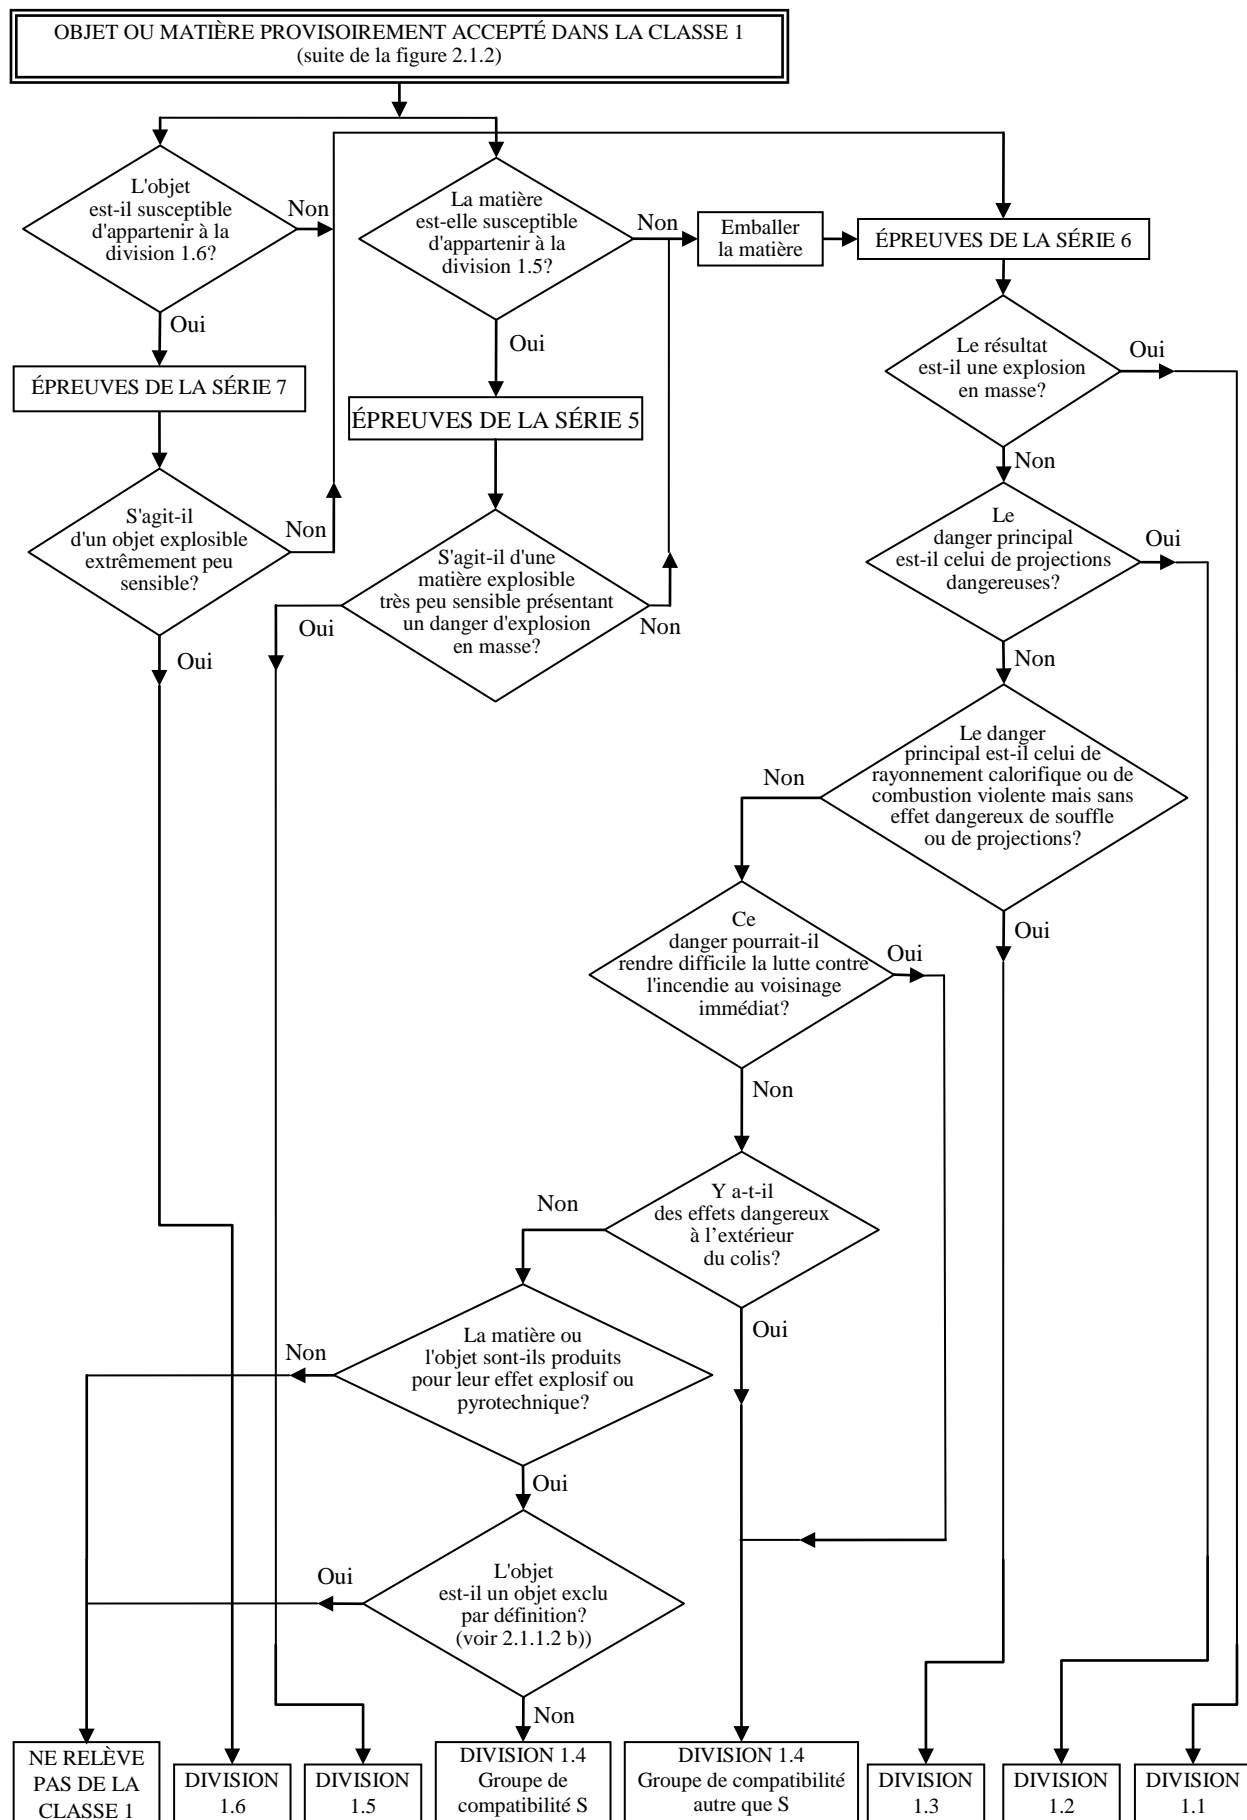 OBJET OU MATIÈRE PROVISOIREMENT ACCEPTÉ DANS LA CLASSE 1
(suite de la figure 2.1.2)
L'objet
est-il susceptible
d'appartenir à la
division 1.6?
Non
Oui
La matière
est-elle susceptible
d'appartenir à la
division 1.5?
Non
Oui
Emballer
la matière
ÉPREUVES DE LA SÉRIE 6
ÉPREUVES DE LA SÉRIE 7
ÉPREUVES DE LA SÉRIE 5
Le résultat
est-il une explosion
en masse?
Oui
Non
S'agit-il
d'un objet explosible
extrêmement peu
sensible?
Non
Oui
S'agit-il d'une
matière explosible
très peu sensible présentant
un danger d'explosion
en masse?
Oui
Non
Le
danger principal
est-il celui de projections
dangereuses?
Oui
Non
Le danger
principal est-il celui de
rayonnement calorifique ou de
combustion violente mais sans
effet dangereux de souffle
ou de projections?
Non
Oui
Ce
danger pourrait-il
rendre difficile la lutte contre
l'incendie au voisinage
immédiat?
Oui
Non
Y a-t-il
des effets dangereux
à l’extérieur
du colis?
Non
Oui
La matière ou
l'objet sont-ils produits
pour leur effet explosif ou
pyrotechnique?
Non
Oui
L'objet
est-il un objet exclu
par définition?
(voir 2.1.1.2 b))
Oui
Non
NE RELÈVE
PAS DE LA
CLASSE 1
DIVISION
1.6
DIVISION
1.5
DIVISION 1.4
Groupe de
compatibilité S
DIVISION 1.4
Groupe de compatibilité
autre que S
DIVISION
1.3
DIVISION
1.2
DIVISION
1.1